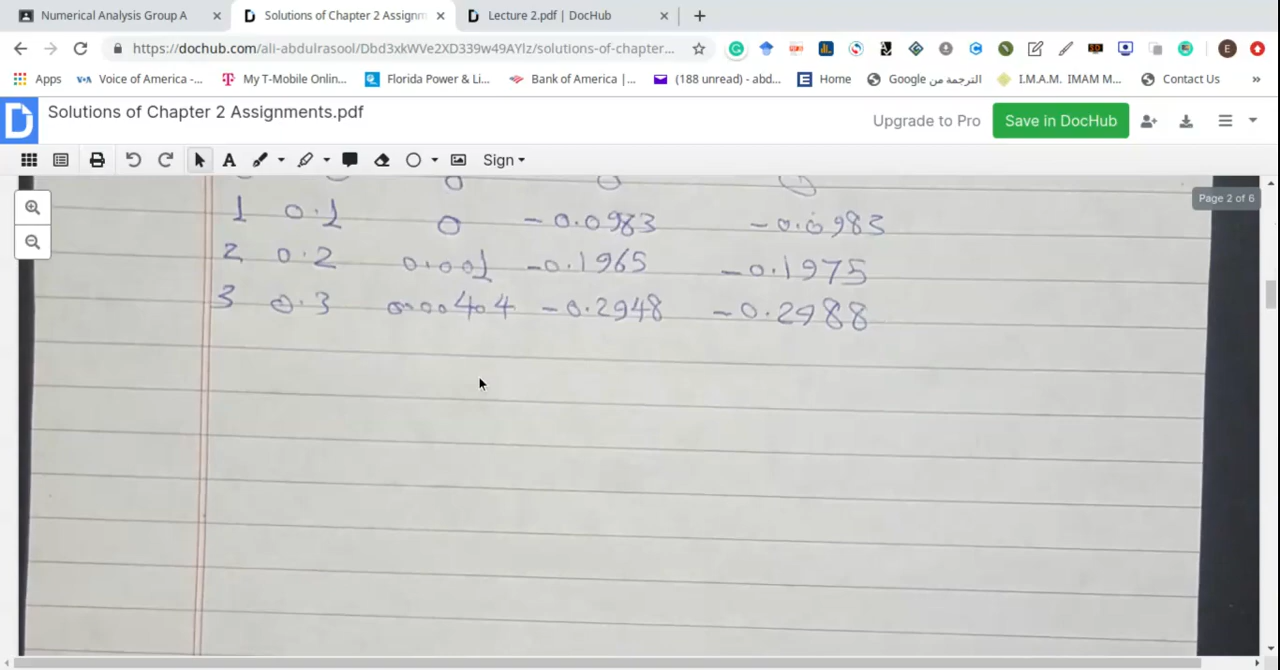 Numerical Analysis Group A
Solutions of Chapter 2 Assignm
Lecture 2.pdf | DocHub
https://dochub.com/ali-abdulrasool/Dbd3xkWVe2XD339w49AYlz/solutions-of-chapter...
E
Apps
Voice of America -...
My T-Mobile Onlin...
Florida Power & Li...
Bank of America |...
(188 unread) - abd...
Home
الترجمة من Google
I.M.A.M. IMAM M...
Contact Us
»
Solutions of Chapter 2 Assignments.pdf
Upgrade to Pro
Save in DocHub
A
Sign
Page 2 of 6
1 0.1 0 -0.0983 -0.0983
2 0.2 0.001 -0.1965 -0.1975
3 0.3 0.00404 -0.2948 -0.2988